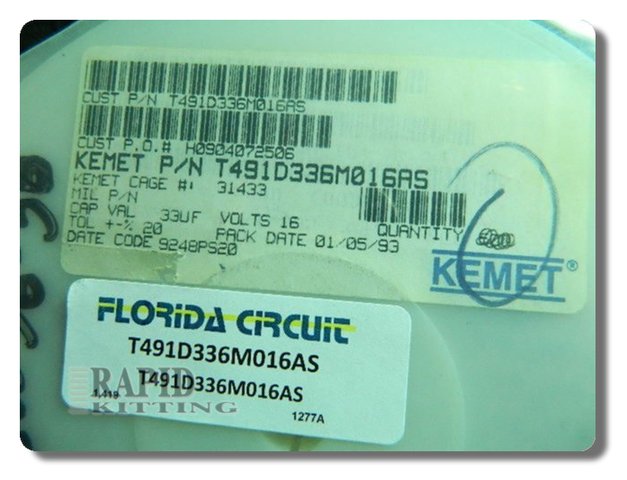 CUST P/N T491D336M016AS
CUST P.O.# H0904072506
KEMET P/N T491D336M016AS
KEMET CAGE #: 31433
MIL P/N
CAP VAL 33UF VOLTS 16 QUANTITY
TOL +-% 20 PACK DATE 01/05/93
DATE CODE 9248PS20
KEMET®
FLORIDA CIRCUIT
T491D336M016AS
T491D336M016AS
1277A
RAPID
KITTING